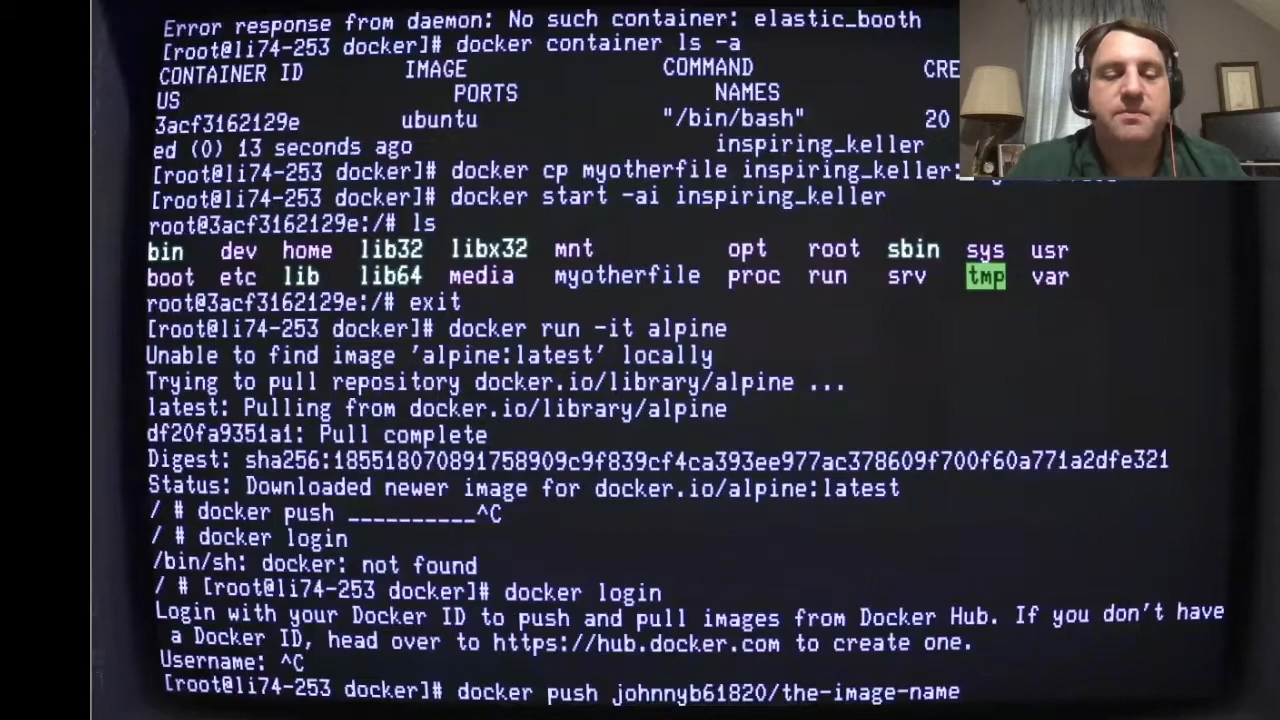 Error response from daemon: No such container: elastic_booth
[root@li74-253 docker]# docker container ls -a
CONTAINER ID IMAGE COMMAND CRE
US PORTS NAMES
3acf3162129e ubuntu "/bin/bash" 20
ed (0) 13 seconds ago inspiring_keller
[root@li74-253 docker]# docker cp myotherfile inspiring_keller:
[root@li74-253 docker]# docker start -ai inspiring_keller
root@3acf3162129e:/# ls
bin dev home lib32 libx32 mnt opt root sbin sys usr
boot etc lib lib64 media myotherfile proc run srv tmp var
root@3acf3162129e:/# exit
[root@li74-253 docker]# docker run -it alpine
Unable to find image 'alpine:latest' locally
Trying to pull repository docker.io/library/alpine ...
latest: Pulling from docker.io/library/alpine
df20fa9351a1: Pull complete
Digest: sha256:185518070891758909c9f839cf4ca393ee977ac378609f700f60a771a2dfe321
Status: Downloaded newer image for docker.io/alpine:latest
/ # docker push __________^C
/ # docker login
/bin/sh: docker: not found
/ # [root@li74-253 docker]# docker login
Login with your Docker ID to push and pull images from Docker Hub. If you don't have
a Docker ID, head over to https://hub.docker.com to create one.
Username: ^C
[root@li74-253 docker]# docker push johnnyb61820/the-image-name